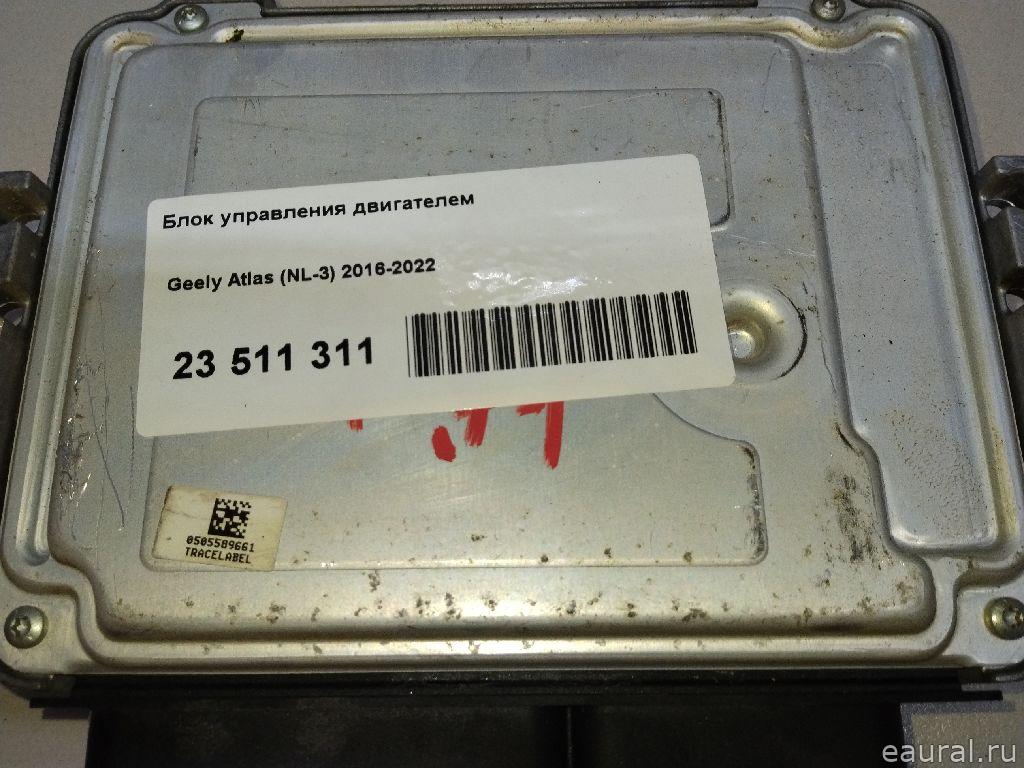 Блок управления двигателем
Geely Atlas (NL-3) 2016-2022
23 511 311
0505589661
TRACELABEL
eaural.ru